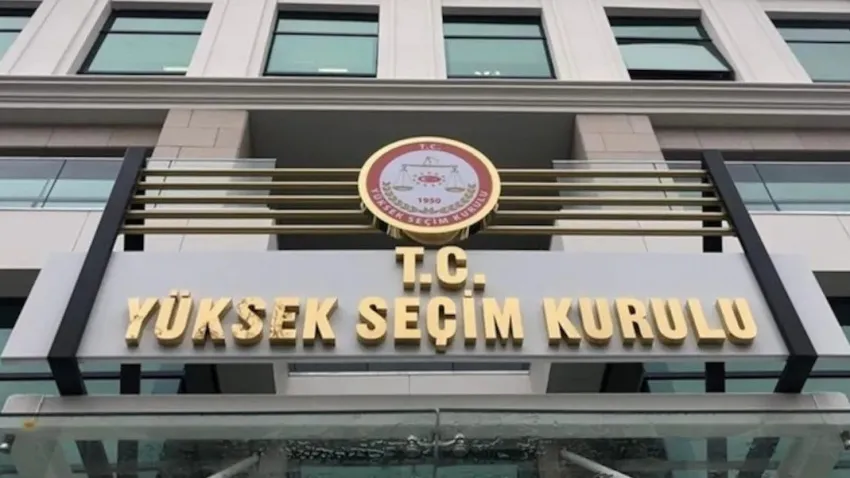 T.C.
1950
YÜKSEK SEÇİM KURULU
T.C.
YÜKSEK SEÇİM KURULU